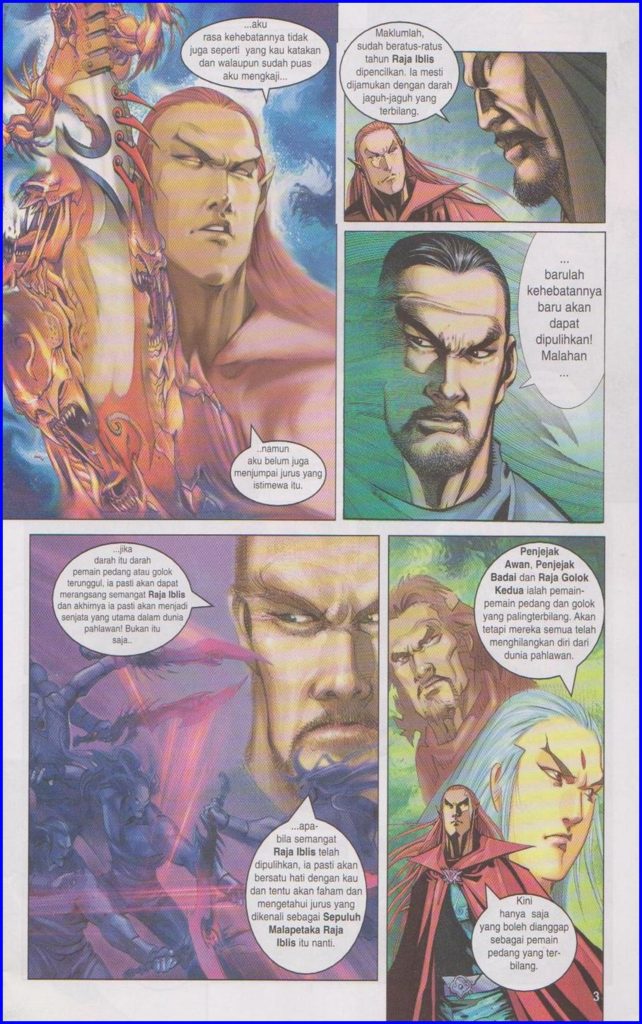 ...aku
rasa kehebatannya tidak
juga seperti yang kau katakan
dan walaupun sudah puas
aku mengkaji...
..namun
aku belum juga
menjumpai jurus yang
istimewa itu.
Maklumlah,
sudah beratus-ratus
tahun Raja Iblis
dipencilkan. Ia mesti
dijamukan dengan darah
jaguh-jaguh yang
terbilang.
...
barulah
kehebatannya
baru akan
dapat
dipulihkan!
Malahan
...
...jika
darah itu darah
pemain pedang atau golok
terunggul, ia pasti akan dapat
merangsang semangat Raja Iblis
dan akhirnya ia pasti akan menjadi
senjata yang utama dalam dunia
pahlawan! Bukan itu
saja..
...apa-
bila semangat
Raja Iblis telah
dipulihkan, ia pasti akan
bersatu hati dengan kau
dan tentu akan faham dan
mengetahui jurus yang
dikenali sebagai Sepuluh
Malapetaka Raja
Iblis itu nanti.
Penjejak
Awan, Penjejak
Badai dan Raja Golok
Kedua ialah pemain-
pemain pedang dan golok
yang palingterbilang. Akan
tetapi mereka semua telah
menghilangkan diri dari
dunia pahlawan.
Kini
hanya saja
yang boleh dianggap
sebagai pemain
pedang yang ter-
bilang.
3